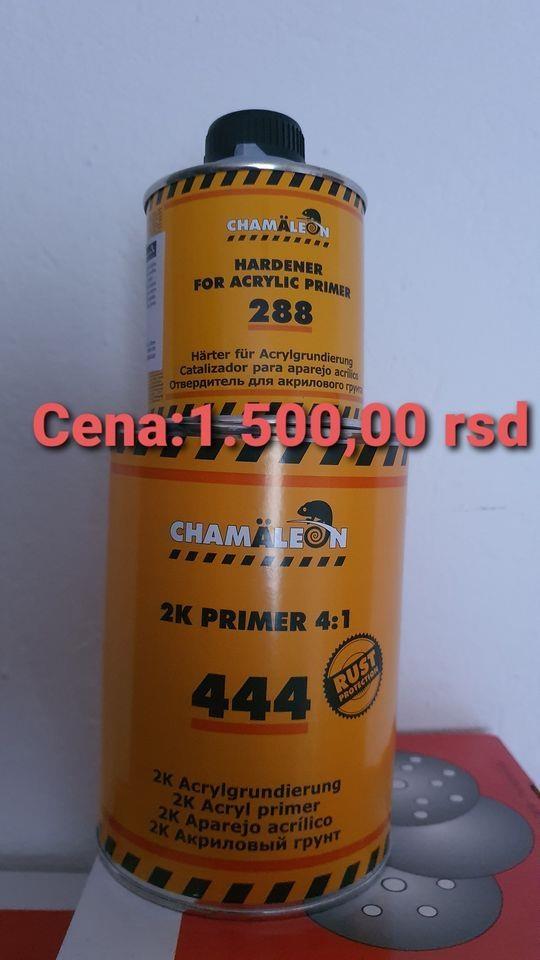 CHAMÄLEON
HARDENER
FOR ACRYLIC PRIMER
288
Härter für Acrylgrundierung
Catalizador para aparejo acrílico
Отвердитель для акрилового грунта
Cena:1.500,00 rsd
CHAMÄLEON
2K PRIMER 4:1
444
RUST
PROTECTION
2K Acrylgrundierung
2K Acryl primer
2K Aparejo acrílico
2K Акриловый грунт